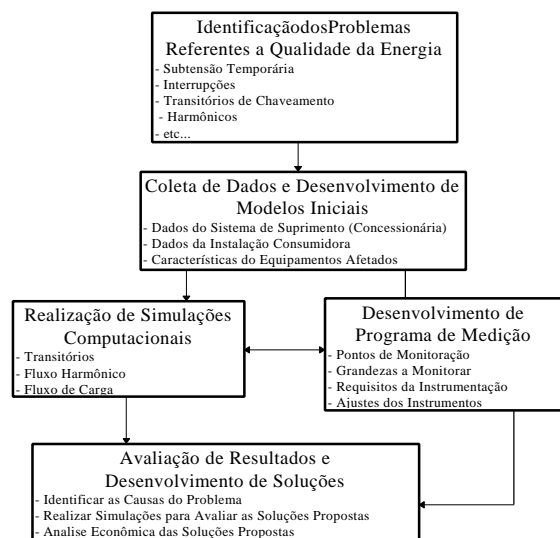 IdentificaçãodosProblemas
Referentes a Qualidade da Energia
- Subtensão Temporária
- Interrupções
- Transitórios de Chaveamento
- Harmônicos
- etc...
Coleta de Dados e Desenvolvimento de
Modelos Iniciais
- Dados do Sistema de Suprimento (Concessionária)
- Dados da Instalação Consumidora
- Características do Equipamentos Afetados
Realização de Simulações
Computacionais
- Transitórios
- Fluxo Harmônico
- Fluxo de Carga
Desenvolvimento de
Programa de Medição
- Pontos de Monitoração
- Grandezas a Monitorar
- Requisitos da Instrumentação
- Ajustes dos Instrumentos
Avaliação de Resultados e
Desenvolvimento de Soluções
- Identificar as Causas do Problema
- Realizar Simulações para Avaliar as Soluções Propostas
- Analise Econômica das Soluções Propostas